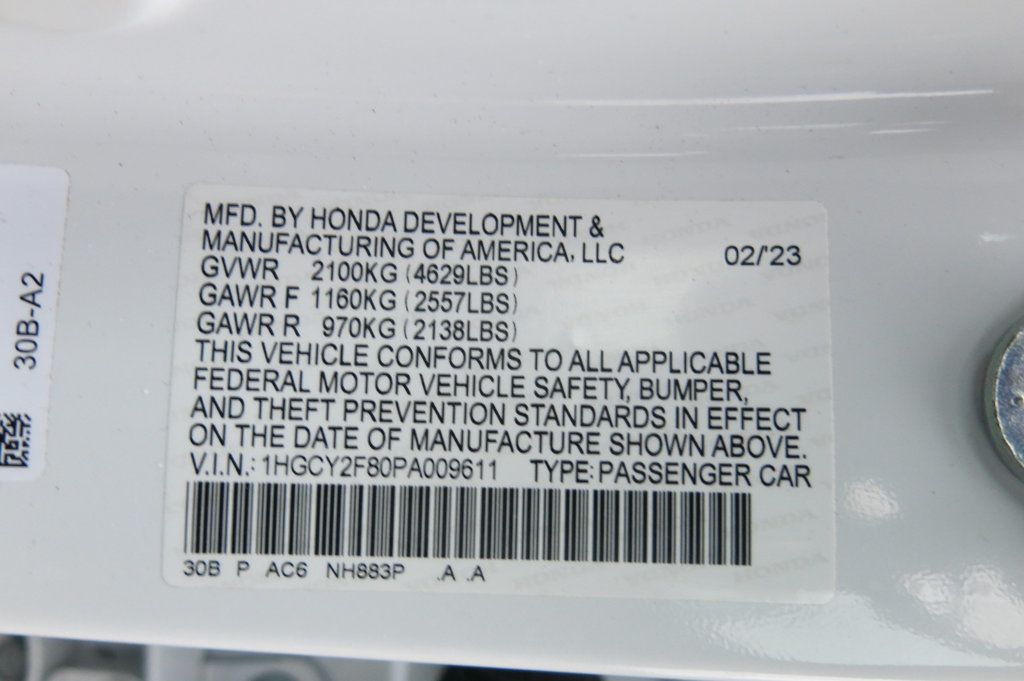 MFD. BY HONDA DEVELOPMENT &
MANUFACTURING OF AMERICA, LLC 02/'23
GVWR 2100KG (4629LBS)
GAWR F 1160KG (2557LBS)
GAWR R 970KG (2138LBS)
THIS VEHICLE CONFORMS TO ALL APPLICABLE
FEDERAL MOTOR VEHICLE SAFETY, BUMPER,
AND THEFT PREVENTION STANDARDS IN EFFECT
ON THE DATE OF MANUFACTURE SHOWN ABOVE.
V.I.N.: 1HGCY2F80PA009611 TYPE: PASSENGER CAR
30B P AC6 NH883P .A .A
30B-A2